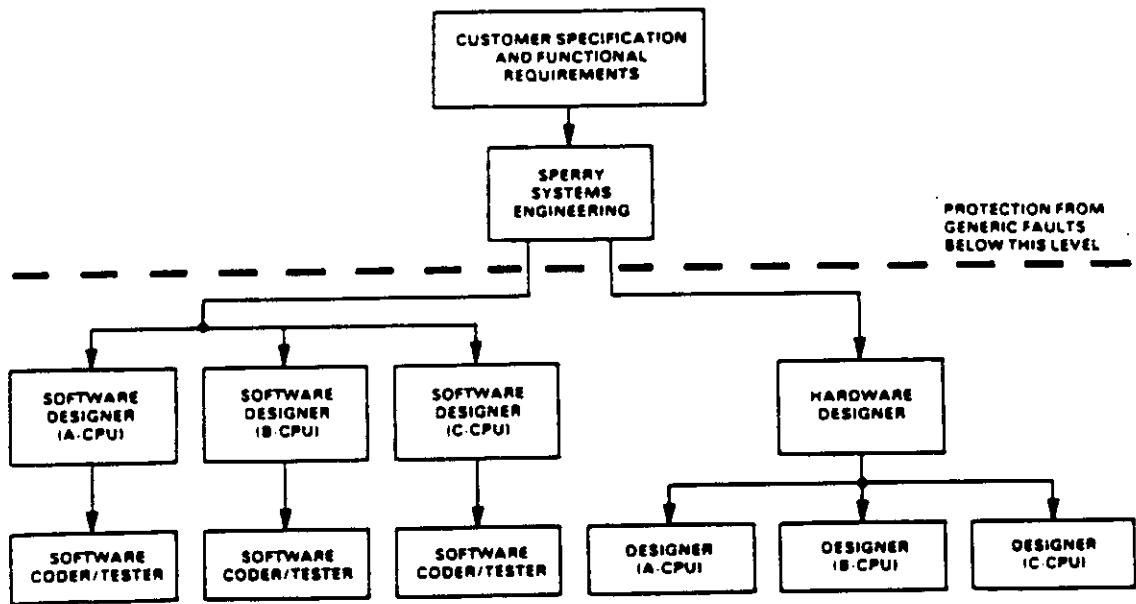 CUSTOMER SPECIFICATION
AND FUNCTIONAL
REQUIREMENTS
SPERRY
SYSTEMS
ENGINEERING
PROTECTION FROM
GENERIC FAULTS
BELOW THIS LEVEL
SOFTWARE
DESIGNER
(A-CPU)
SOFTWARE
DESIGNER
(B-CPU)
SOFTWARE
DESIGNER
(C-CPU)
HARDWARE
DESIGNER
SOFTWARE
CODER/TESTER
SOFTWARE
CODER/TESTER
SOFTWARE
CODER/TESTER
DESIGNER
(A-CPU)
DESIGNER
(B-CPU)
DESIGNER
(C-CPU)